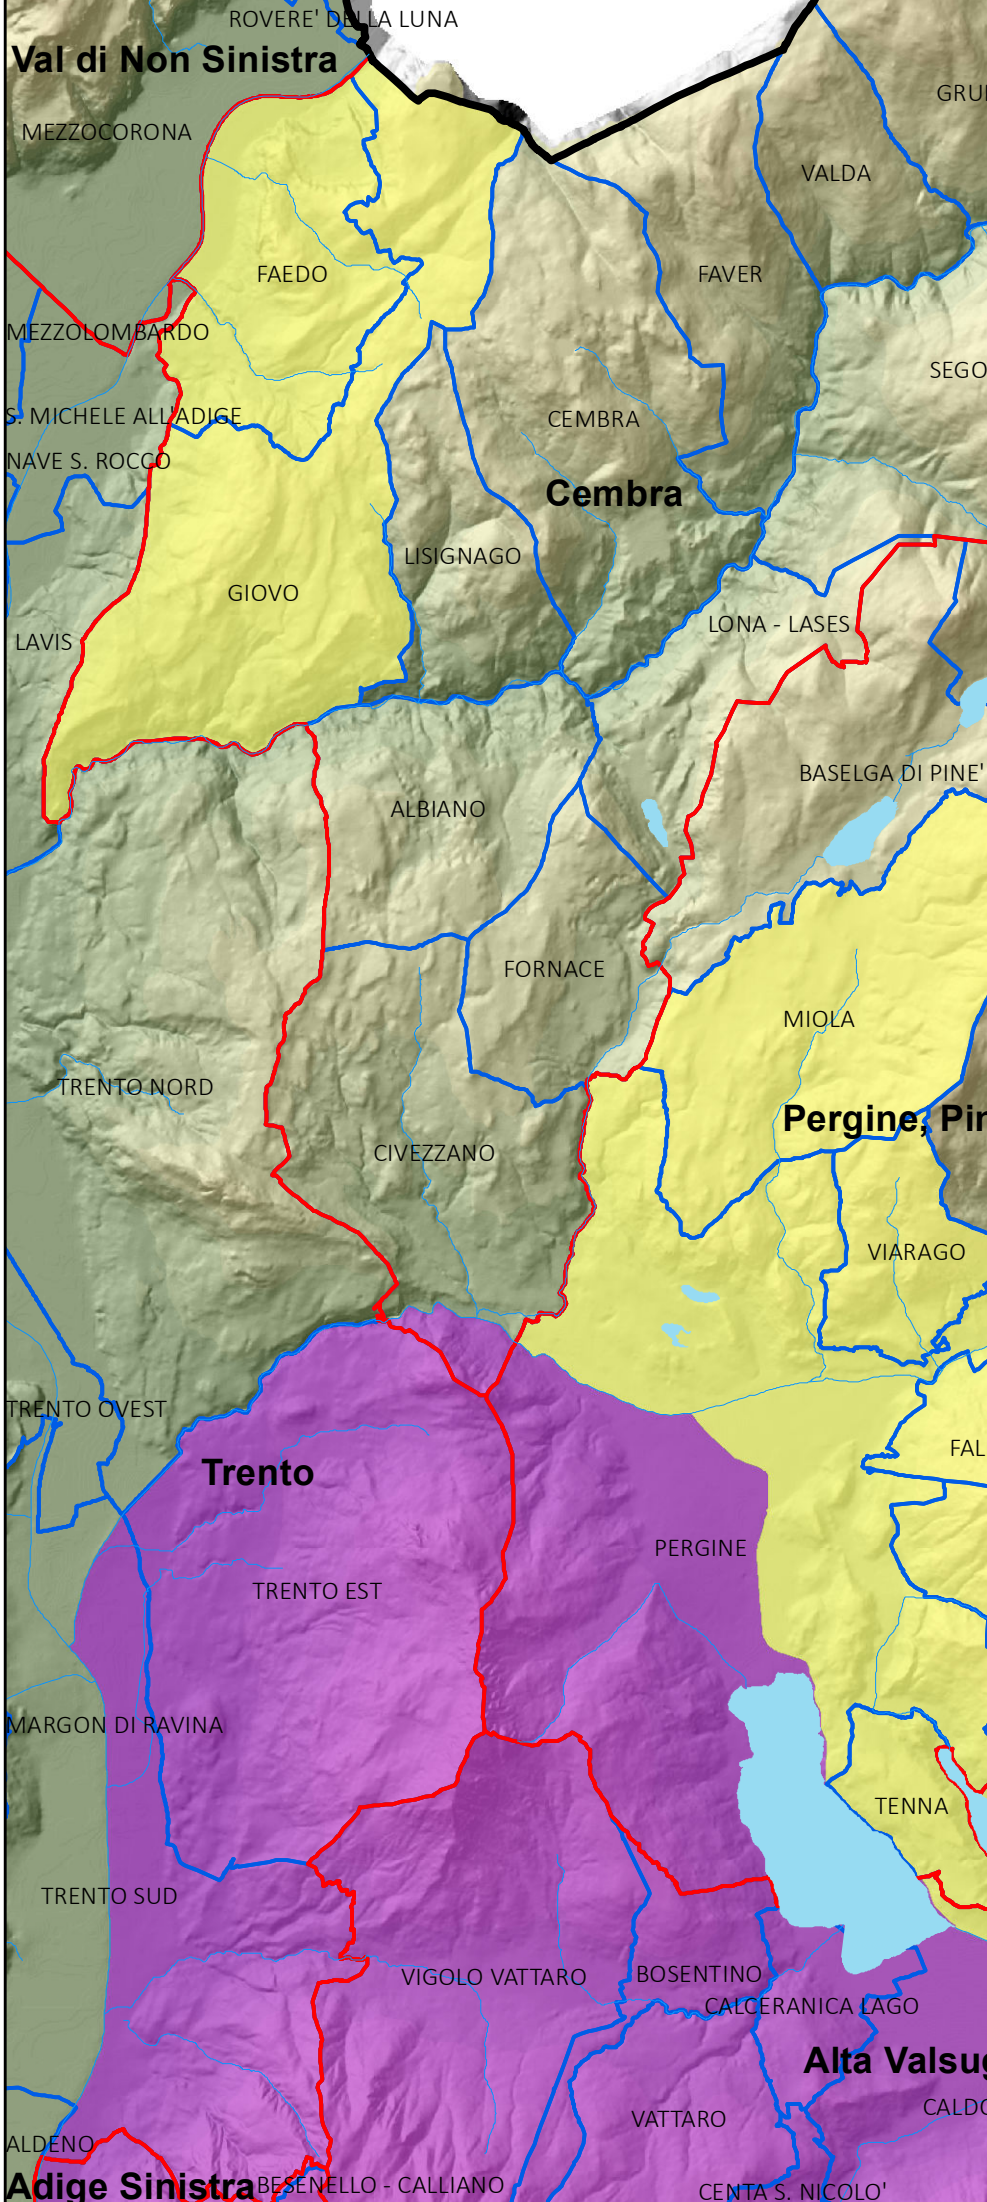 ROVERE' DELLA LUNA
Val di Non Sinistra
GRU
MEZZOCORONA
VALDA
FAEDO
FAVER
MEZZOLOMBARDO
SEGO
S. MICHELE ALL'ADIGE
CEMBRA
NAVE S. ROCCO
Cembra
LISIGNAGO
GIOVO
LONA - LASES
LAVIS
BASELGA DI PINE'
ALBIANO
FORNACE
MIOLA
TRENTO NORD
Pergine, Pin
CIVEZZANO
VIARAGO
TRENTO OVEST
FAL
Trento
PERGINE
TRENTO EST
MARGON DI RAVINA
TENNA
TRENTO SUD
VIGOLO VATTARO
BOSENTINO
CALCERANICA LAGO
Alta Valsug
CALDO
VATTARO
ALDENO
Adige Sinistra
BESENELLO - CALLIANO
CENTA S. NICOLO'